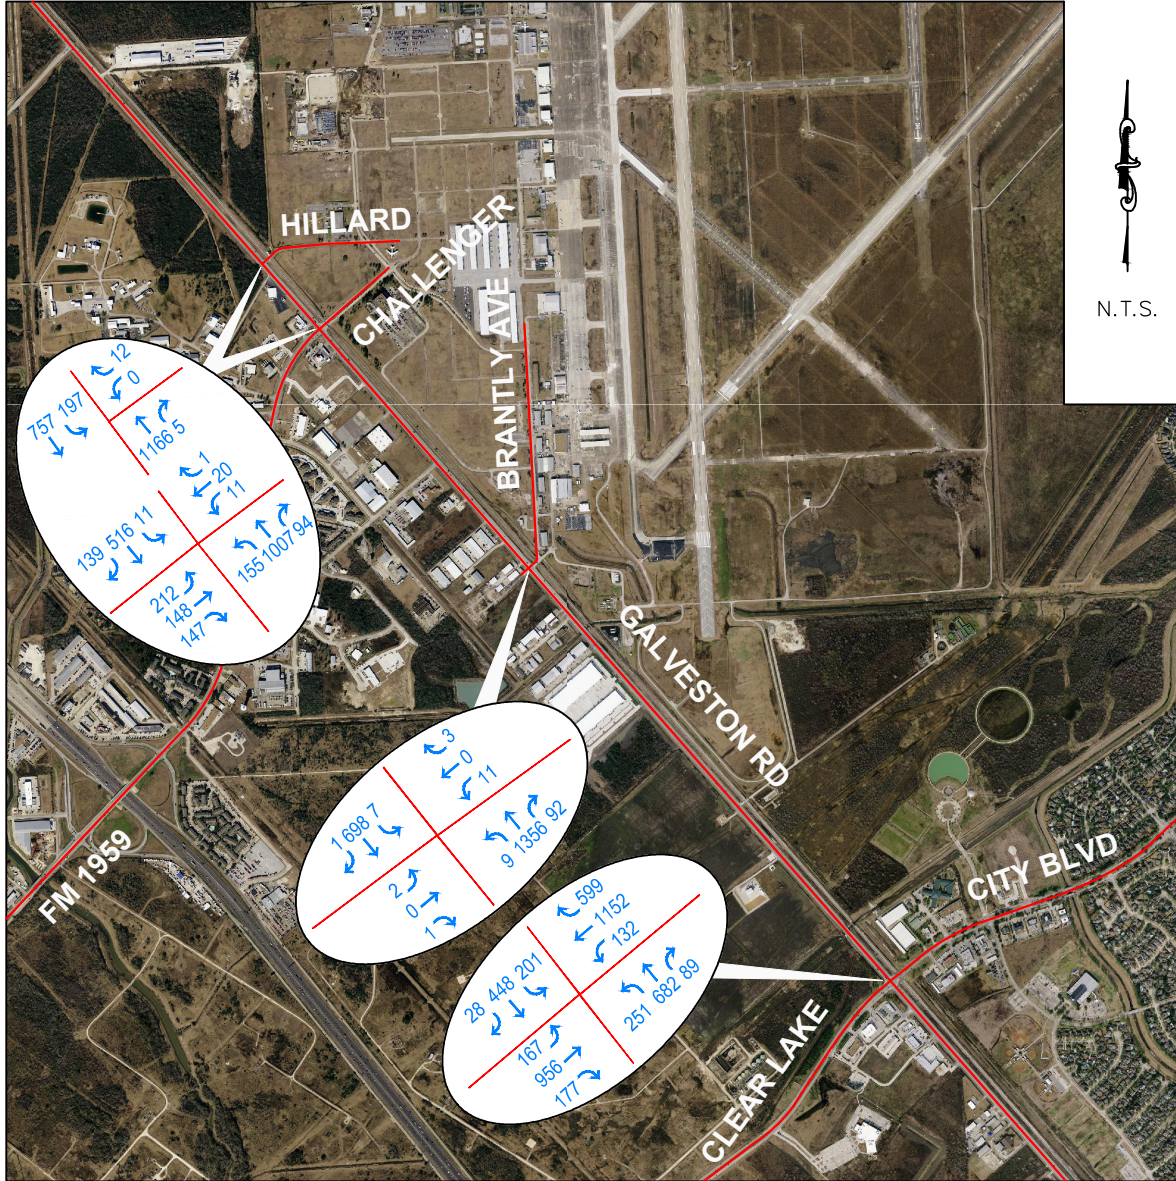 N.T.S.
HILLARD
CHALLENGER
BRANTLY AVE
GALVESTON RD
FM 1959
CITY BLVD
CLEAR LAKE
12
0
757 197
1166 5
1
20
11
139 516 11
155 1007 94
212
148
147
3
0
11
1 698 7
9 1356 92
2
0
1
599
1152
132
28 448 201
251 682 89
167
956
177